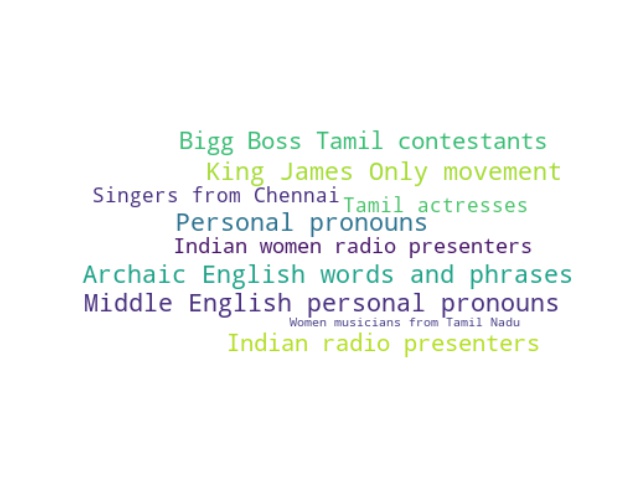 Bigg Boss Tamil contestants
King James Only movement
Singers from Chennai
Tamil actresses
Personal pronouns
Indian women radio presenters
Archaic English words and phrases
Middle English personal pronouns
Women musicians from Tamil Nadu
Indian radio presenters